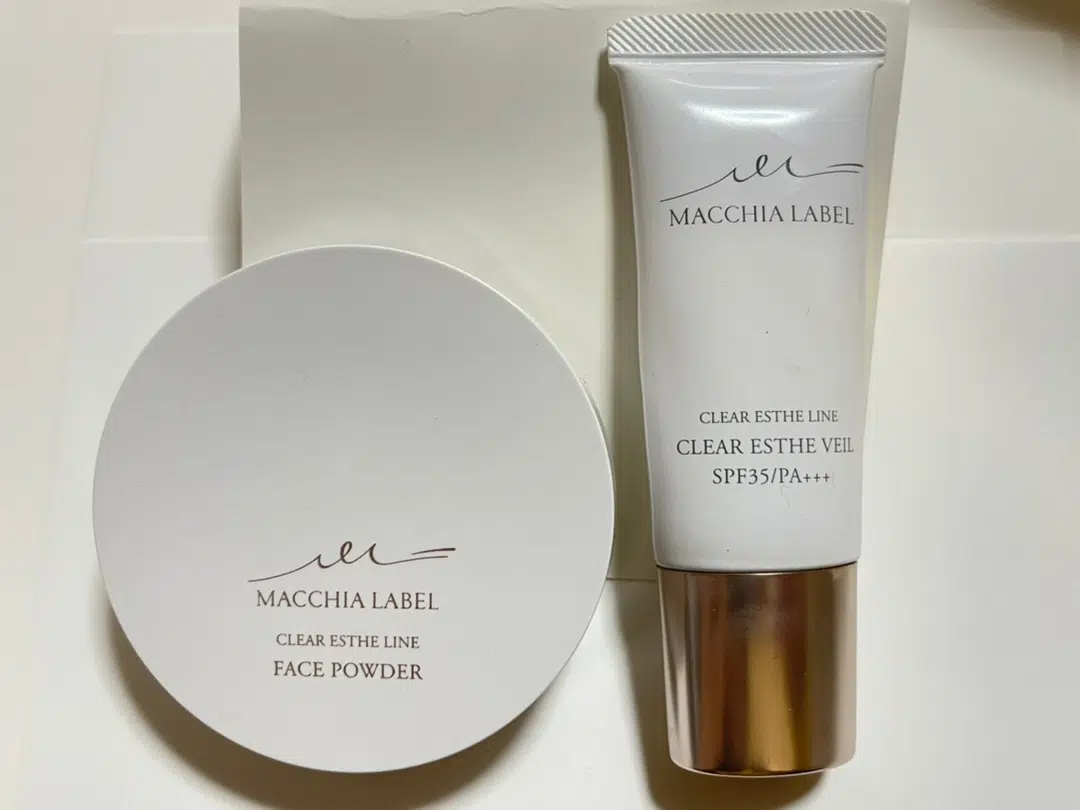 MACCHIA LABEL
CLEAR ESTHE LINE
FACE POWDER
MACCHIA LABEL
CLEAR ESTHE LINE
CLEAR ESTHE VEIL
SPF35/PA+++